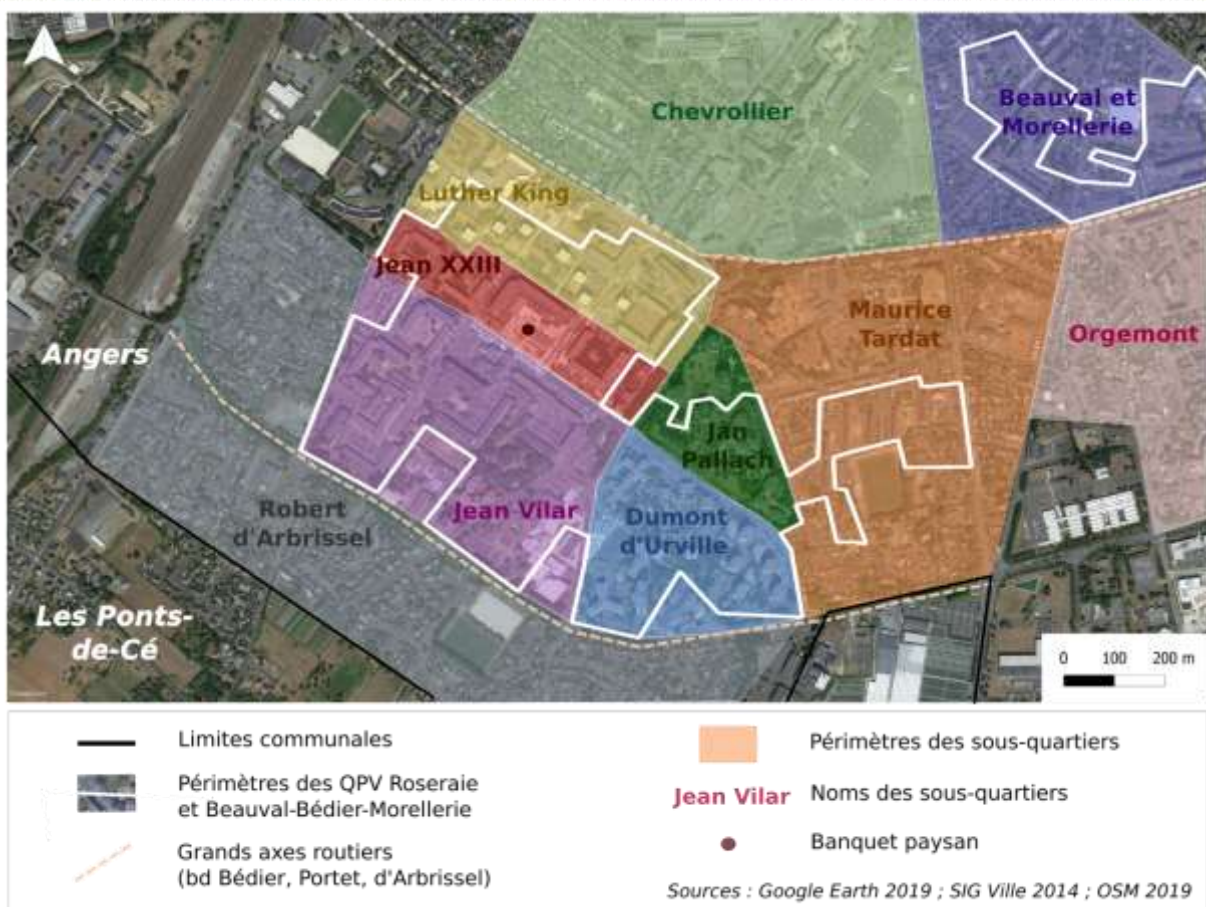 Chevrollier
Beauval et
Morellerie
Luther King
Jean XXIII
Maurice
Tardat
Orgemont
Angers
Jan
Pallach
Robert
d'Arbrissel
Jean Vilar
Dumont
d'Urville
Les Ponts-
de-Cé
0 100 200 m
Limites communales
Périmètres des QPV Roseraie
et Beauval-Bédier-Morellerie
Grands axes routiers
(bd Bédier, Portet, d'Arbrissel)
Périmètres des sous-quartiers
Jean Vilar Noms des sous-quartiers
Banquet paysan
Sources : Google Earth 2019 ; SIG Ville 2014 ; OSM 2019